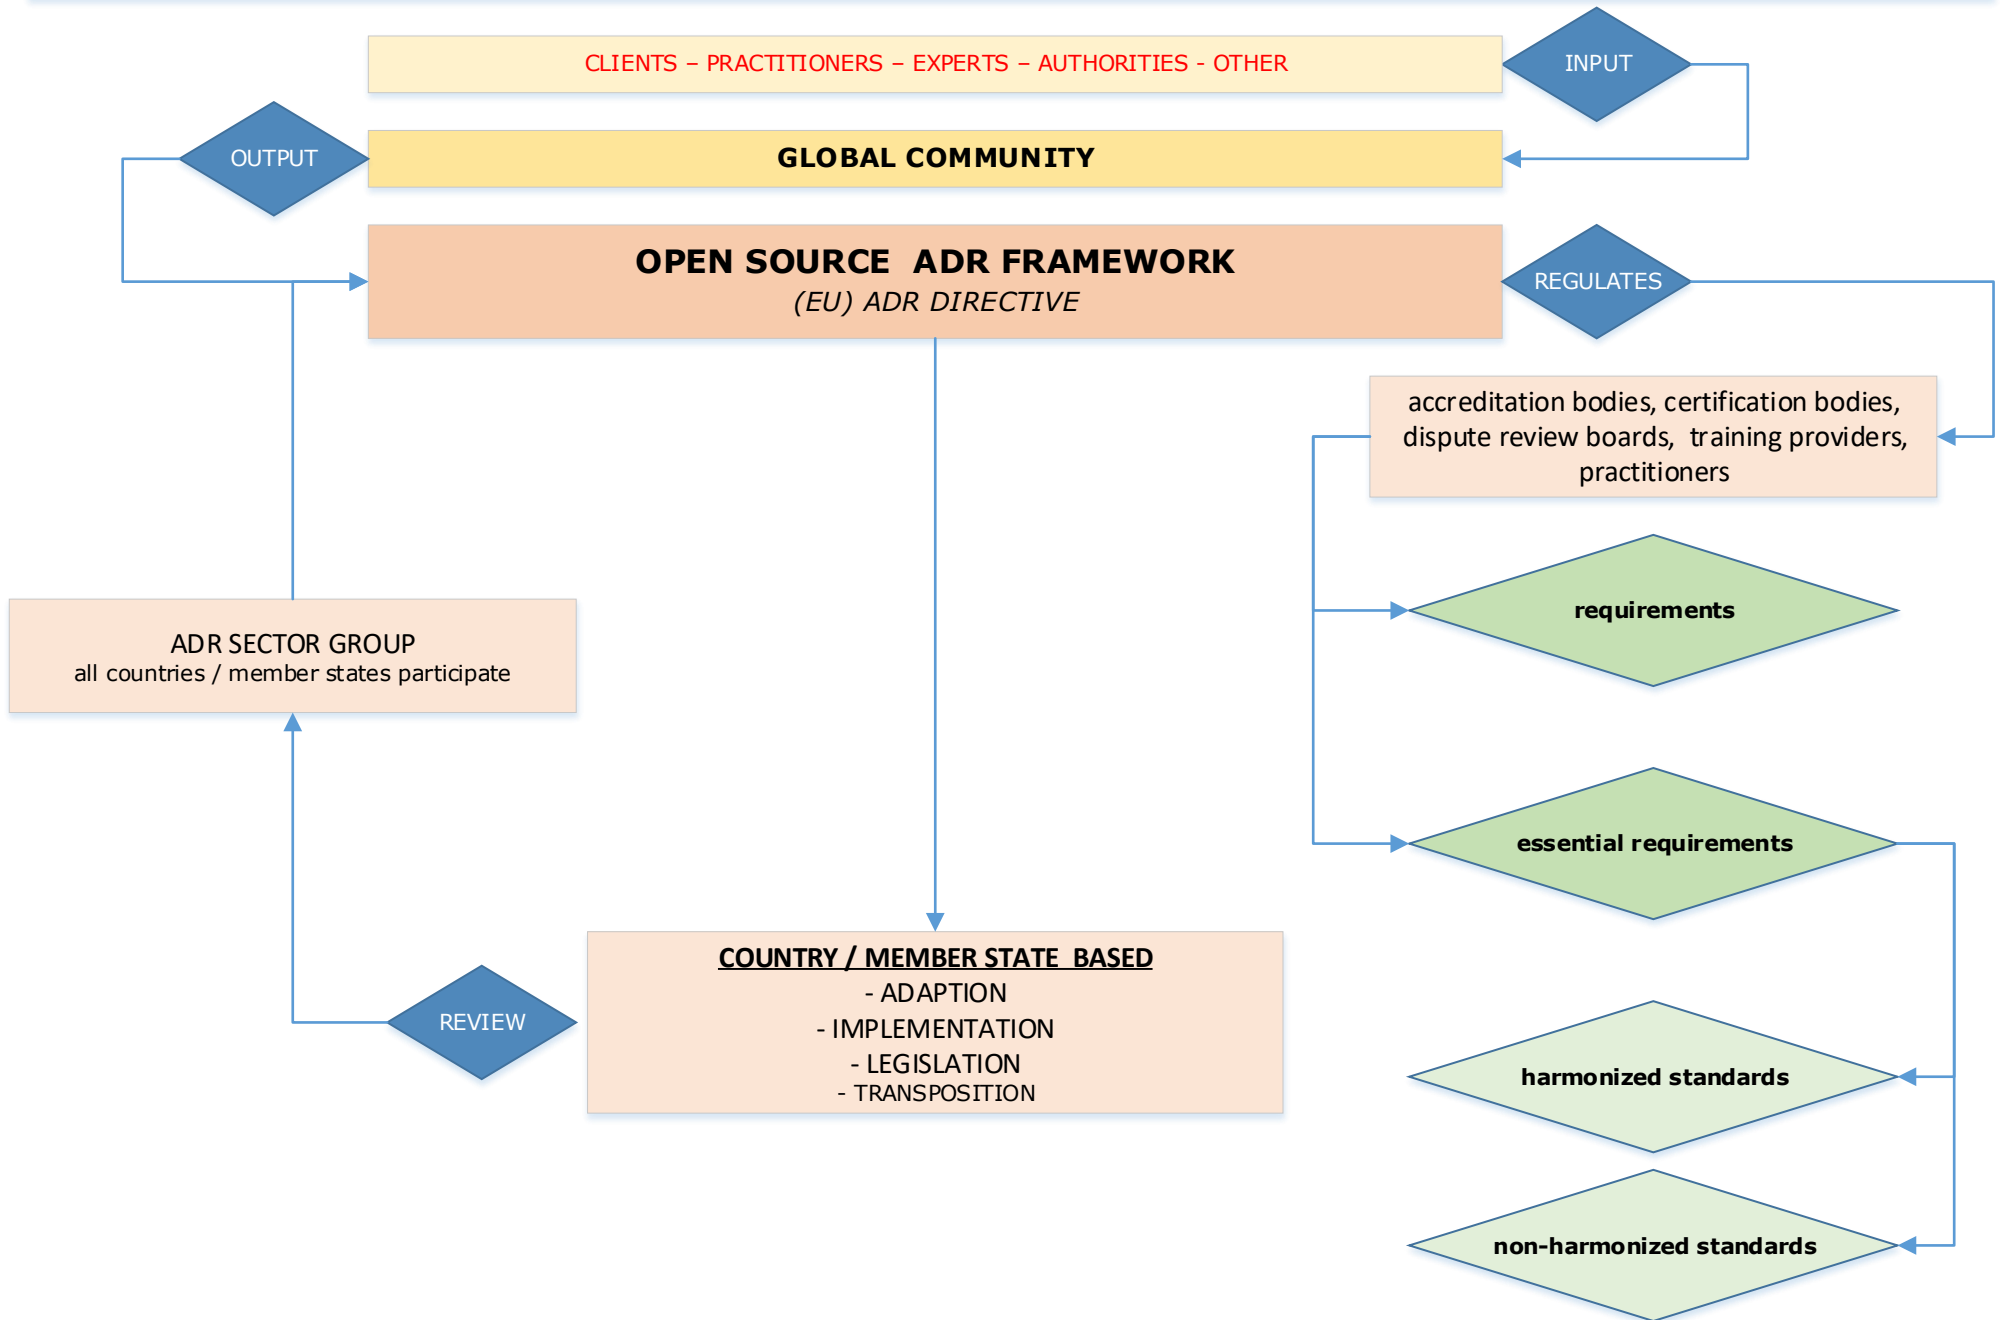 CLIENTS – PRACTITIONERS – EXPERTS – AUTHORITIES - OTHER
INPUT
OUTPUT
GLOBAL COMMUNITY
OPEN SOURCE  ADR FRAMEWORK
(EU) ADR DIRECTIVE
REGULATES
accreditation bodies, certification bodies,
dispute review boards,  training providers,
practitioners
requirements
ADR SECTOR GROUP
all countries / member states participate
essential requirements
COUNTRY / MEMBER STATE  BASED
- ADAPTION
- IMPLEMENTATION
- LEGISLATION
- TRANSPOSITION
REVIEW
harmonized standards
non-harmonized standards